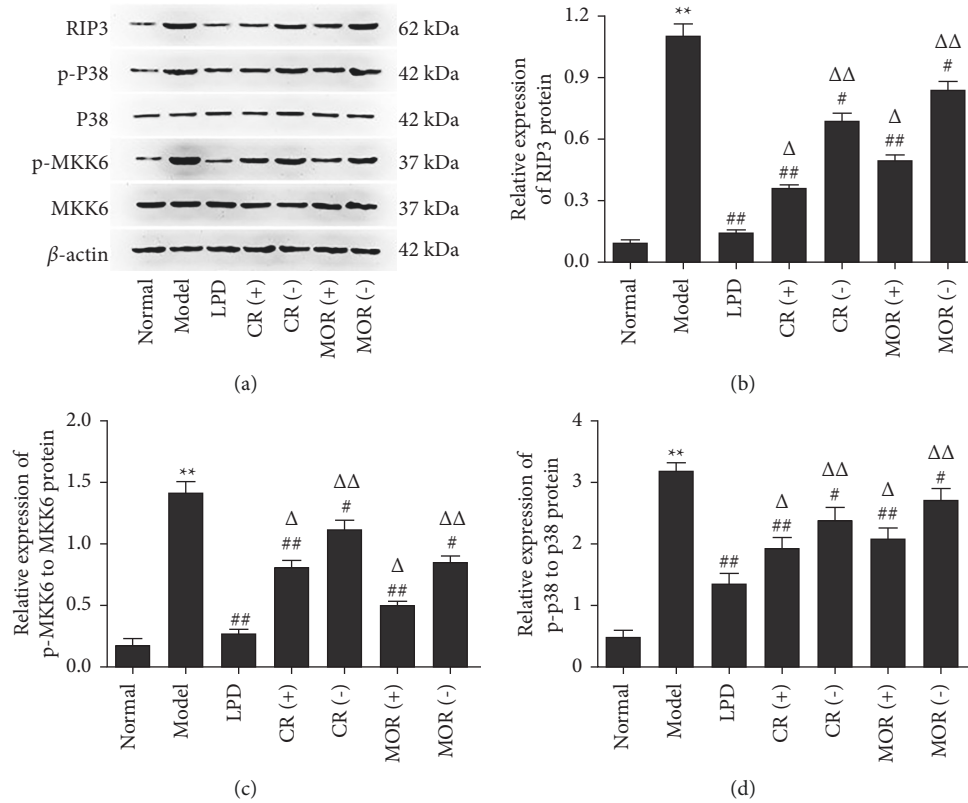 RIP3
62 kDa
p-P38
42 kDa
P38
42 kDa
p-MKK6
37 kDa
MKK6
37 kDa
β-actin
42 kDa
Normal
Model
LPD
CR (+)
CR (-)
MOR (+)
MOR (-)
(a)
Relative expression
of RIP3 protein
1.2
0.9
0.6
0.3
0.0
**
##
Δ
##
ΔΔ
#
Δ
##
ΔΔ
#
Normal
Model
LPD
CR (+)
CR (-)
MOR (+)
MOR (-)
(b)
Relative expression of
p-MKK6 to MKK6 protein
2.0
1.5
1.0
0.5
0.0
**
##
Δ
##
ΔΔ
#
Δ
##
ΔΔ
#
Normal
Model
LPD
CR (+)
CR (-)
MOR (+)
MOR (-)
(c)
Relative expression of
p-p38 to p38 protein
4
3
2
1
0
**
##
Δ
##
ΔΔ
#
Δ
##
ΔΔ
#
Normal
Model
LPD
CR (+)
CR (-)
MOR (+)
MOR (-)
(d)